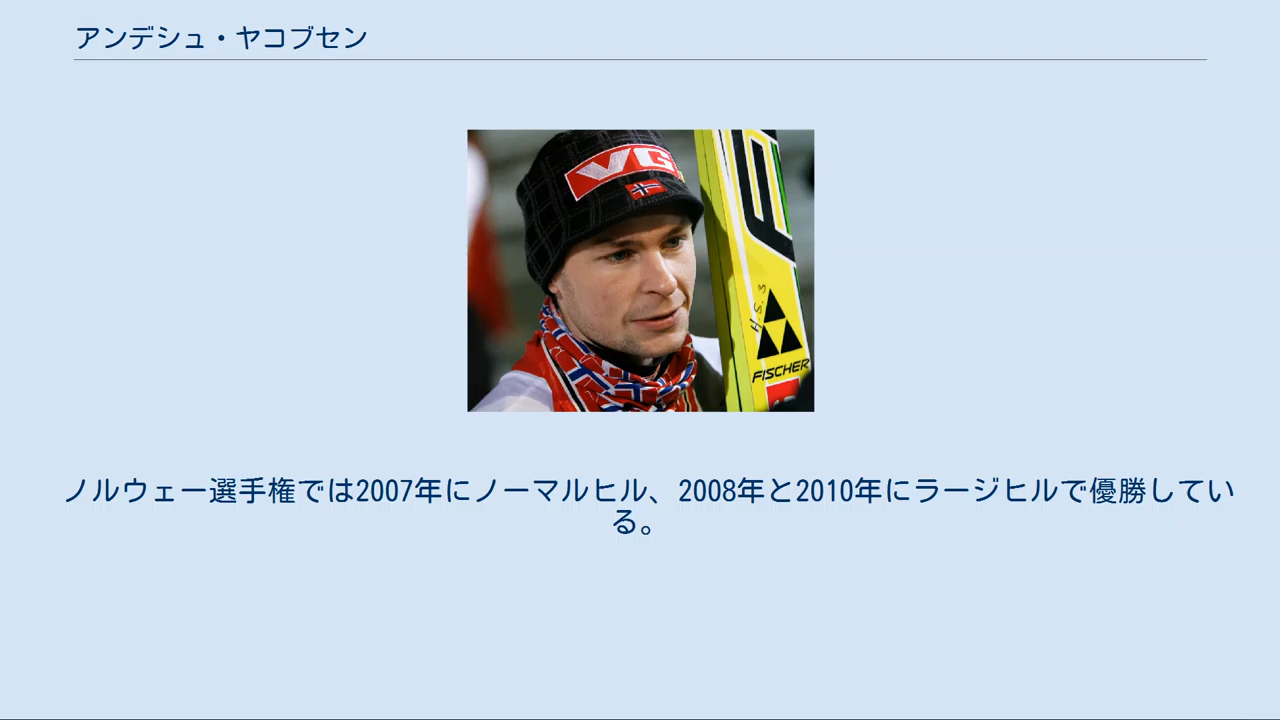 アンデシュ・ヤコブセン
VG
H.S.3
FISCHER
ノルウェー選手権では2007年にノーマルヒル、2008年と2010年にラージヒルで優勝してい
る。